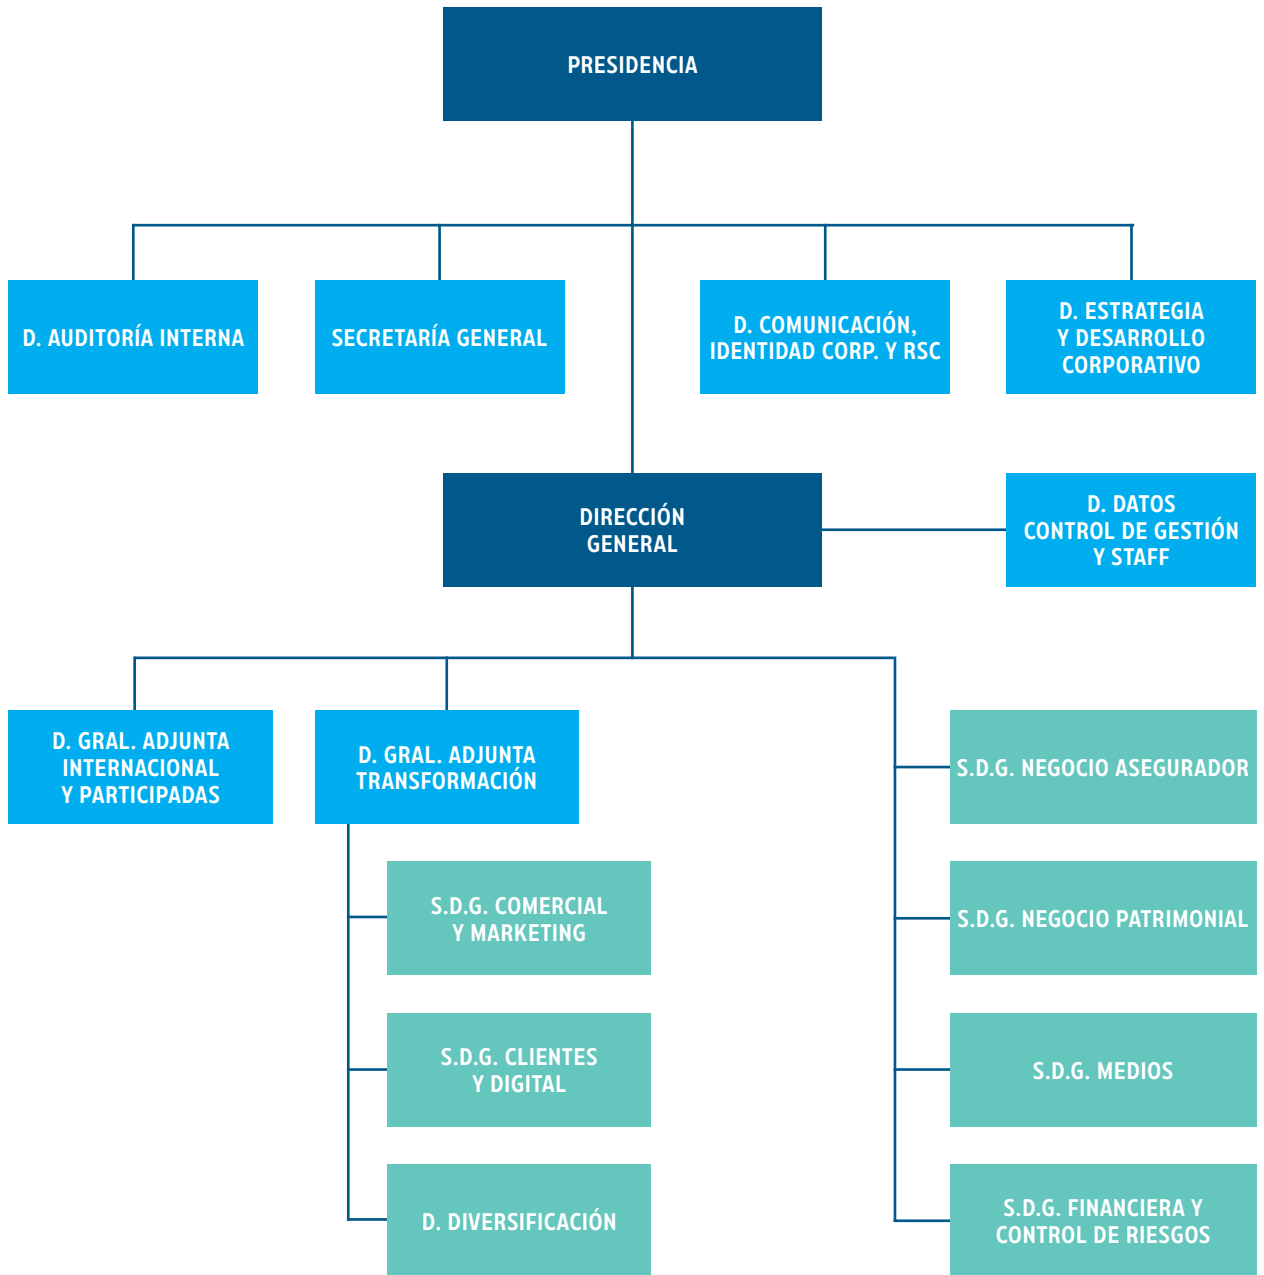 PRESIDENCIA
D. AUDITORÍA INTERNA
SECRETARÍA GENERAL
D. COMUNICACIÓN,
IDENTIDAD CORP. Y RSC
D. ESTRATEGIA
Y DESARROLLO
CORPORATIVO
DIRECCIÓN
GENERAL
D. DATOS
CONTROL DE GESTIÓN
Y STAFF
D. GRAL. ADJUNTA
INTERNACIONAL
Y PARTICIPADAS
D. GRAL. ADJUNTA
TRANSFORMACIÓN
S.D.G. COMERCIAL
Y MARKETING
S.D.G. CLIENTES
Y DIGITAL
D. DIVERSIFICACIÓN
S.D.G. NEGOCIO ASEGURADOR
S.D.G. NEGOCIO PATRIMONIAL
S.D.G. MEDIOS
S.D.G. FINANCIERA Y
CONTROL DE RIESGOS